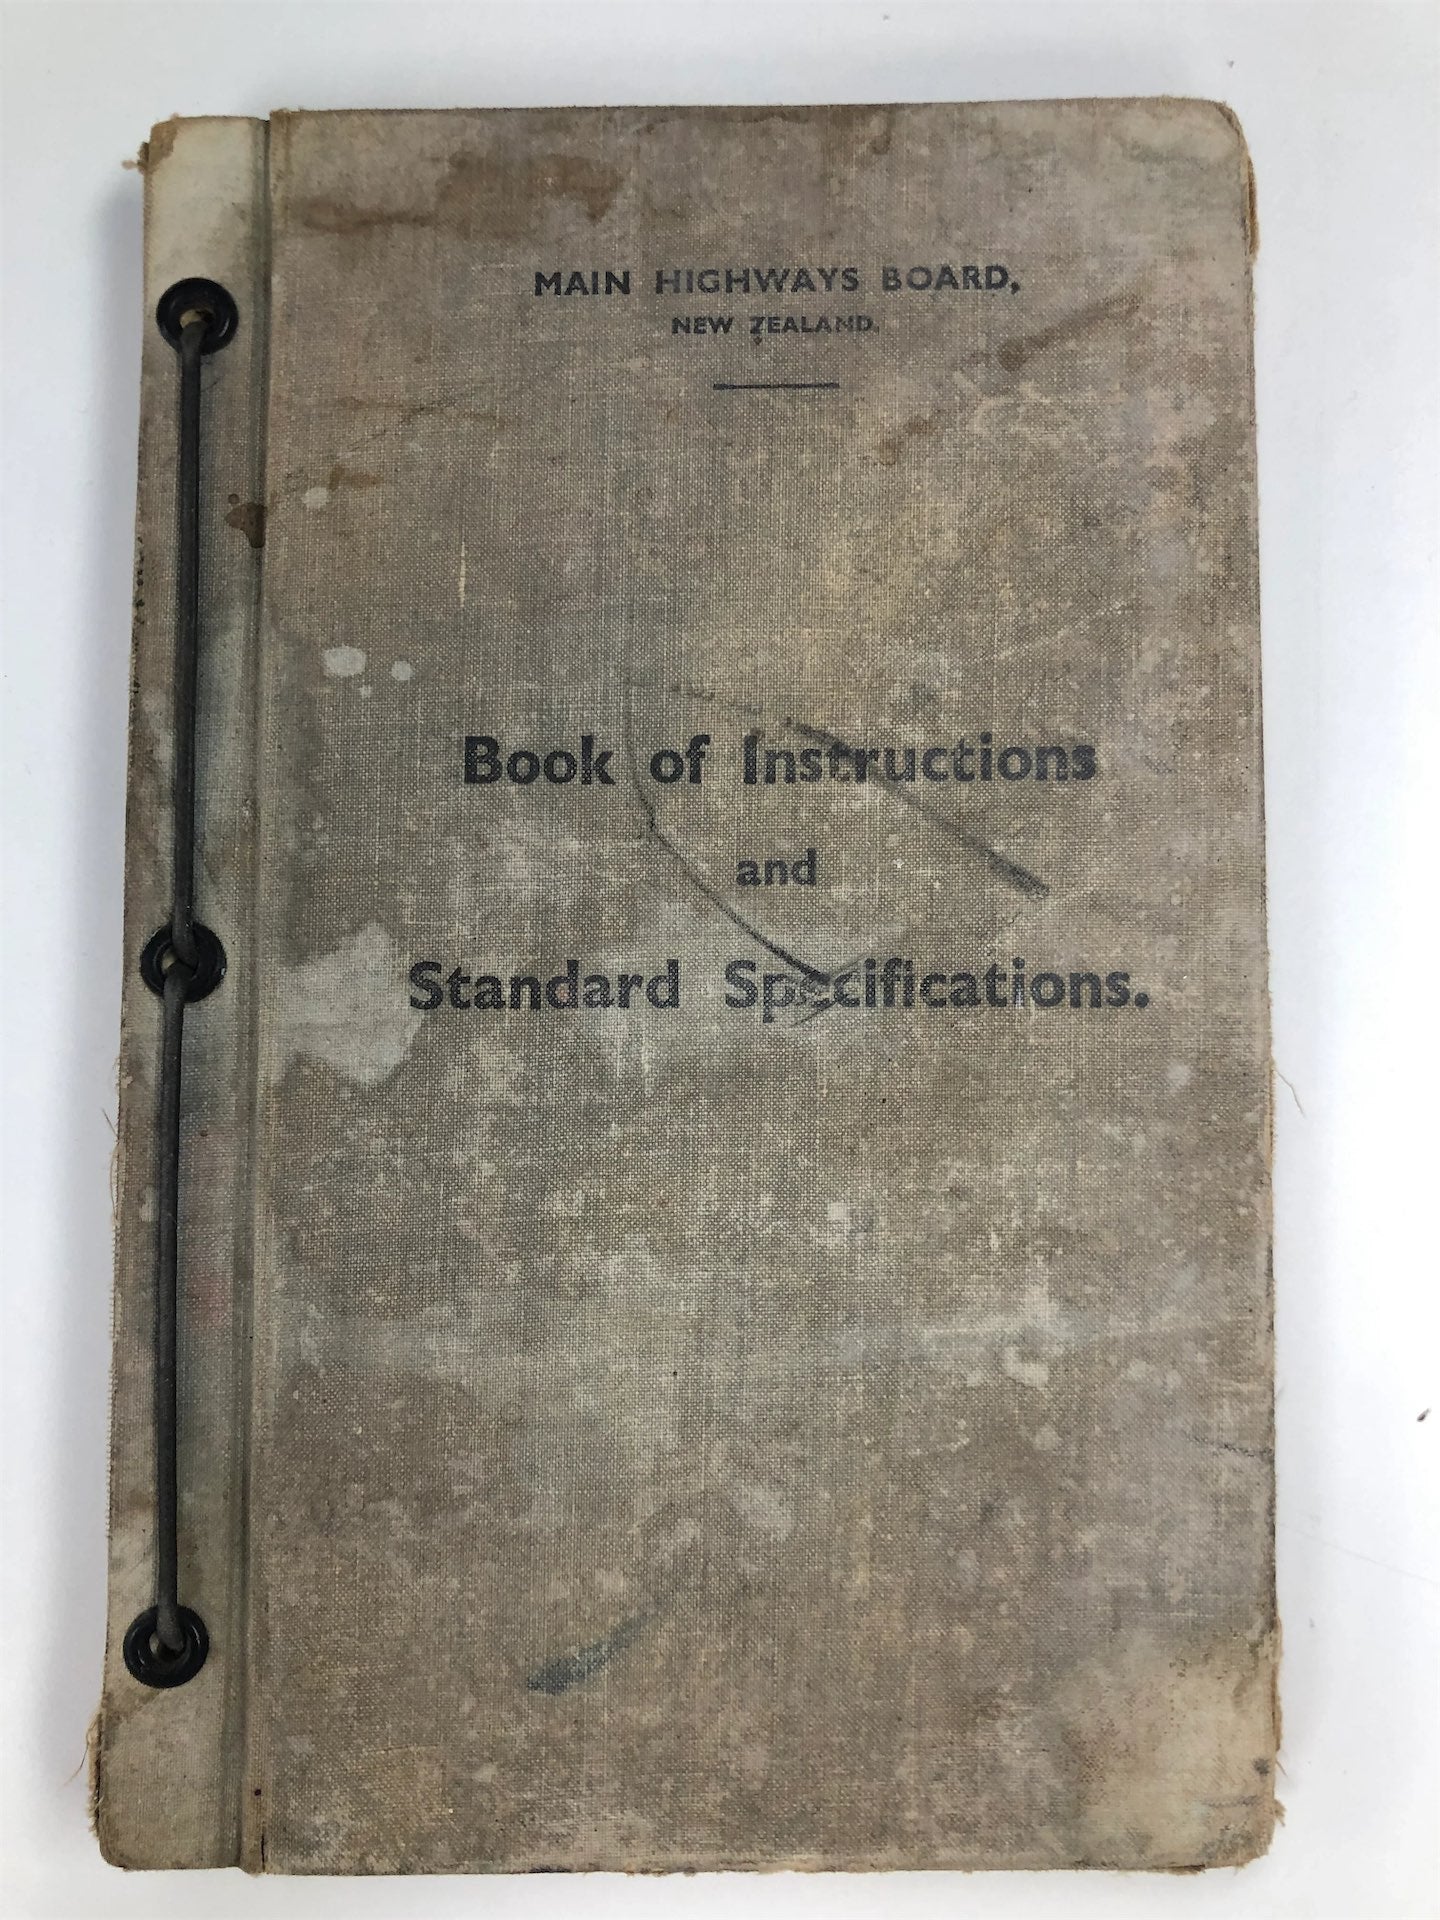 MAIN HIGHWAYS BOARD,
NEW ZEALAND.
Book of Instructions
and
Standard Specifications.